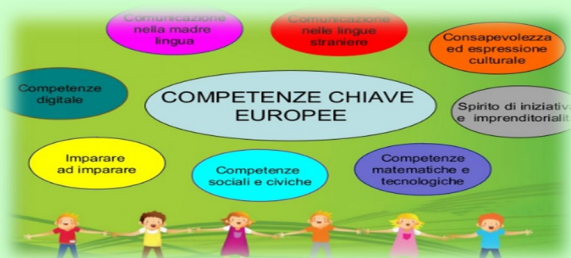 Comunicazione
nella madre
lingua
Comunicazione
nelle lingue
straniere
Consapevolezza
ed espressione
culturale
Competenze
digitale
COMPETENZE CHIAVE
EUROPEE
Spirito di iniziativa
e imprenditorialit
Imparare
ad imparare
Competenze
sociali e civiche
Competenze
matematiche e
tecnologiche